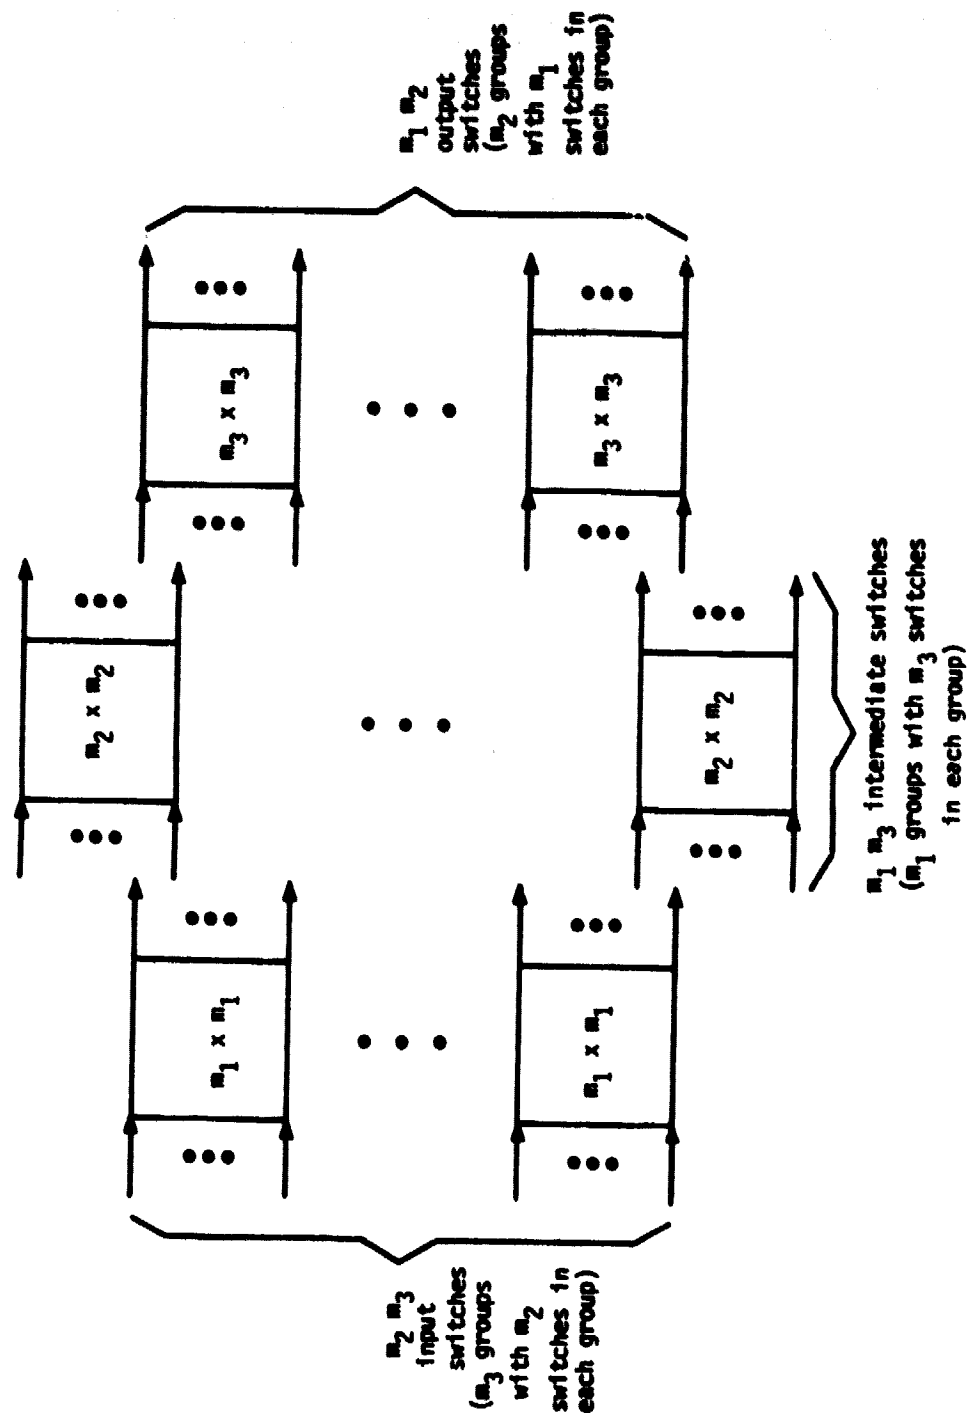 m2 m3
input
switches
(m3 groups
with m2
switches in
each group)
m1 x m1
m1 x m1
m2 x m2
m2 x m2
m1 m3 intermediate switches
(m1 groups with m3 switches
in each group)
m3 x m3
m3 x m3
m1 m2
output
switches
(m2 groups
with m1
switches in
each group)